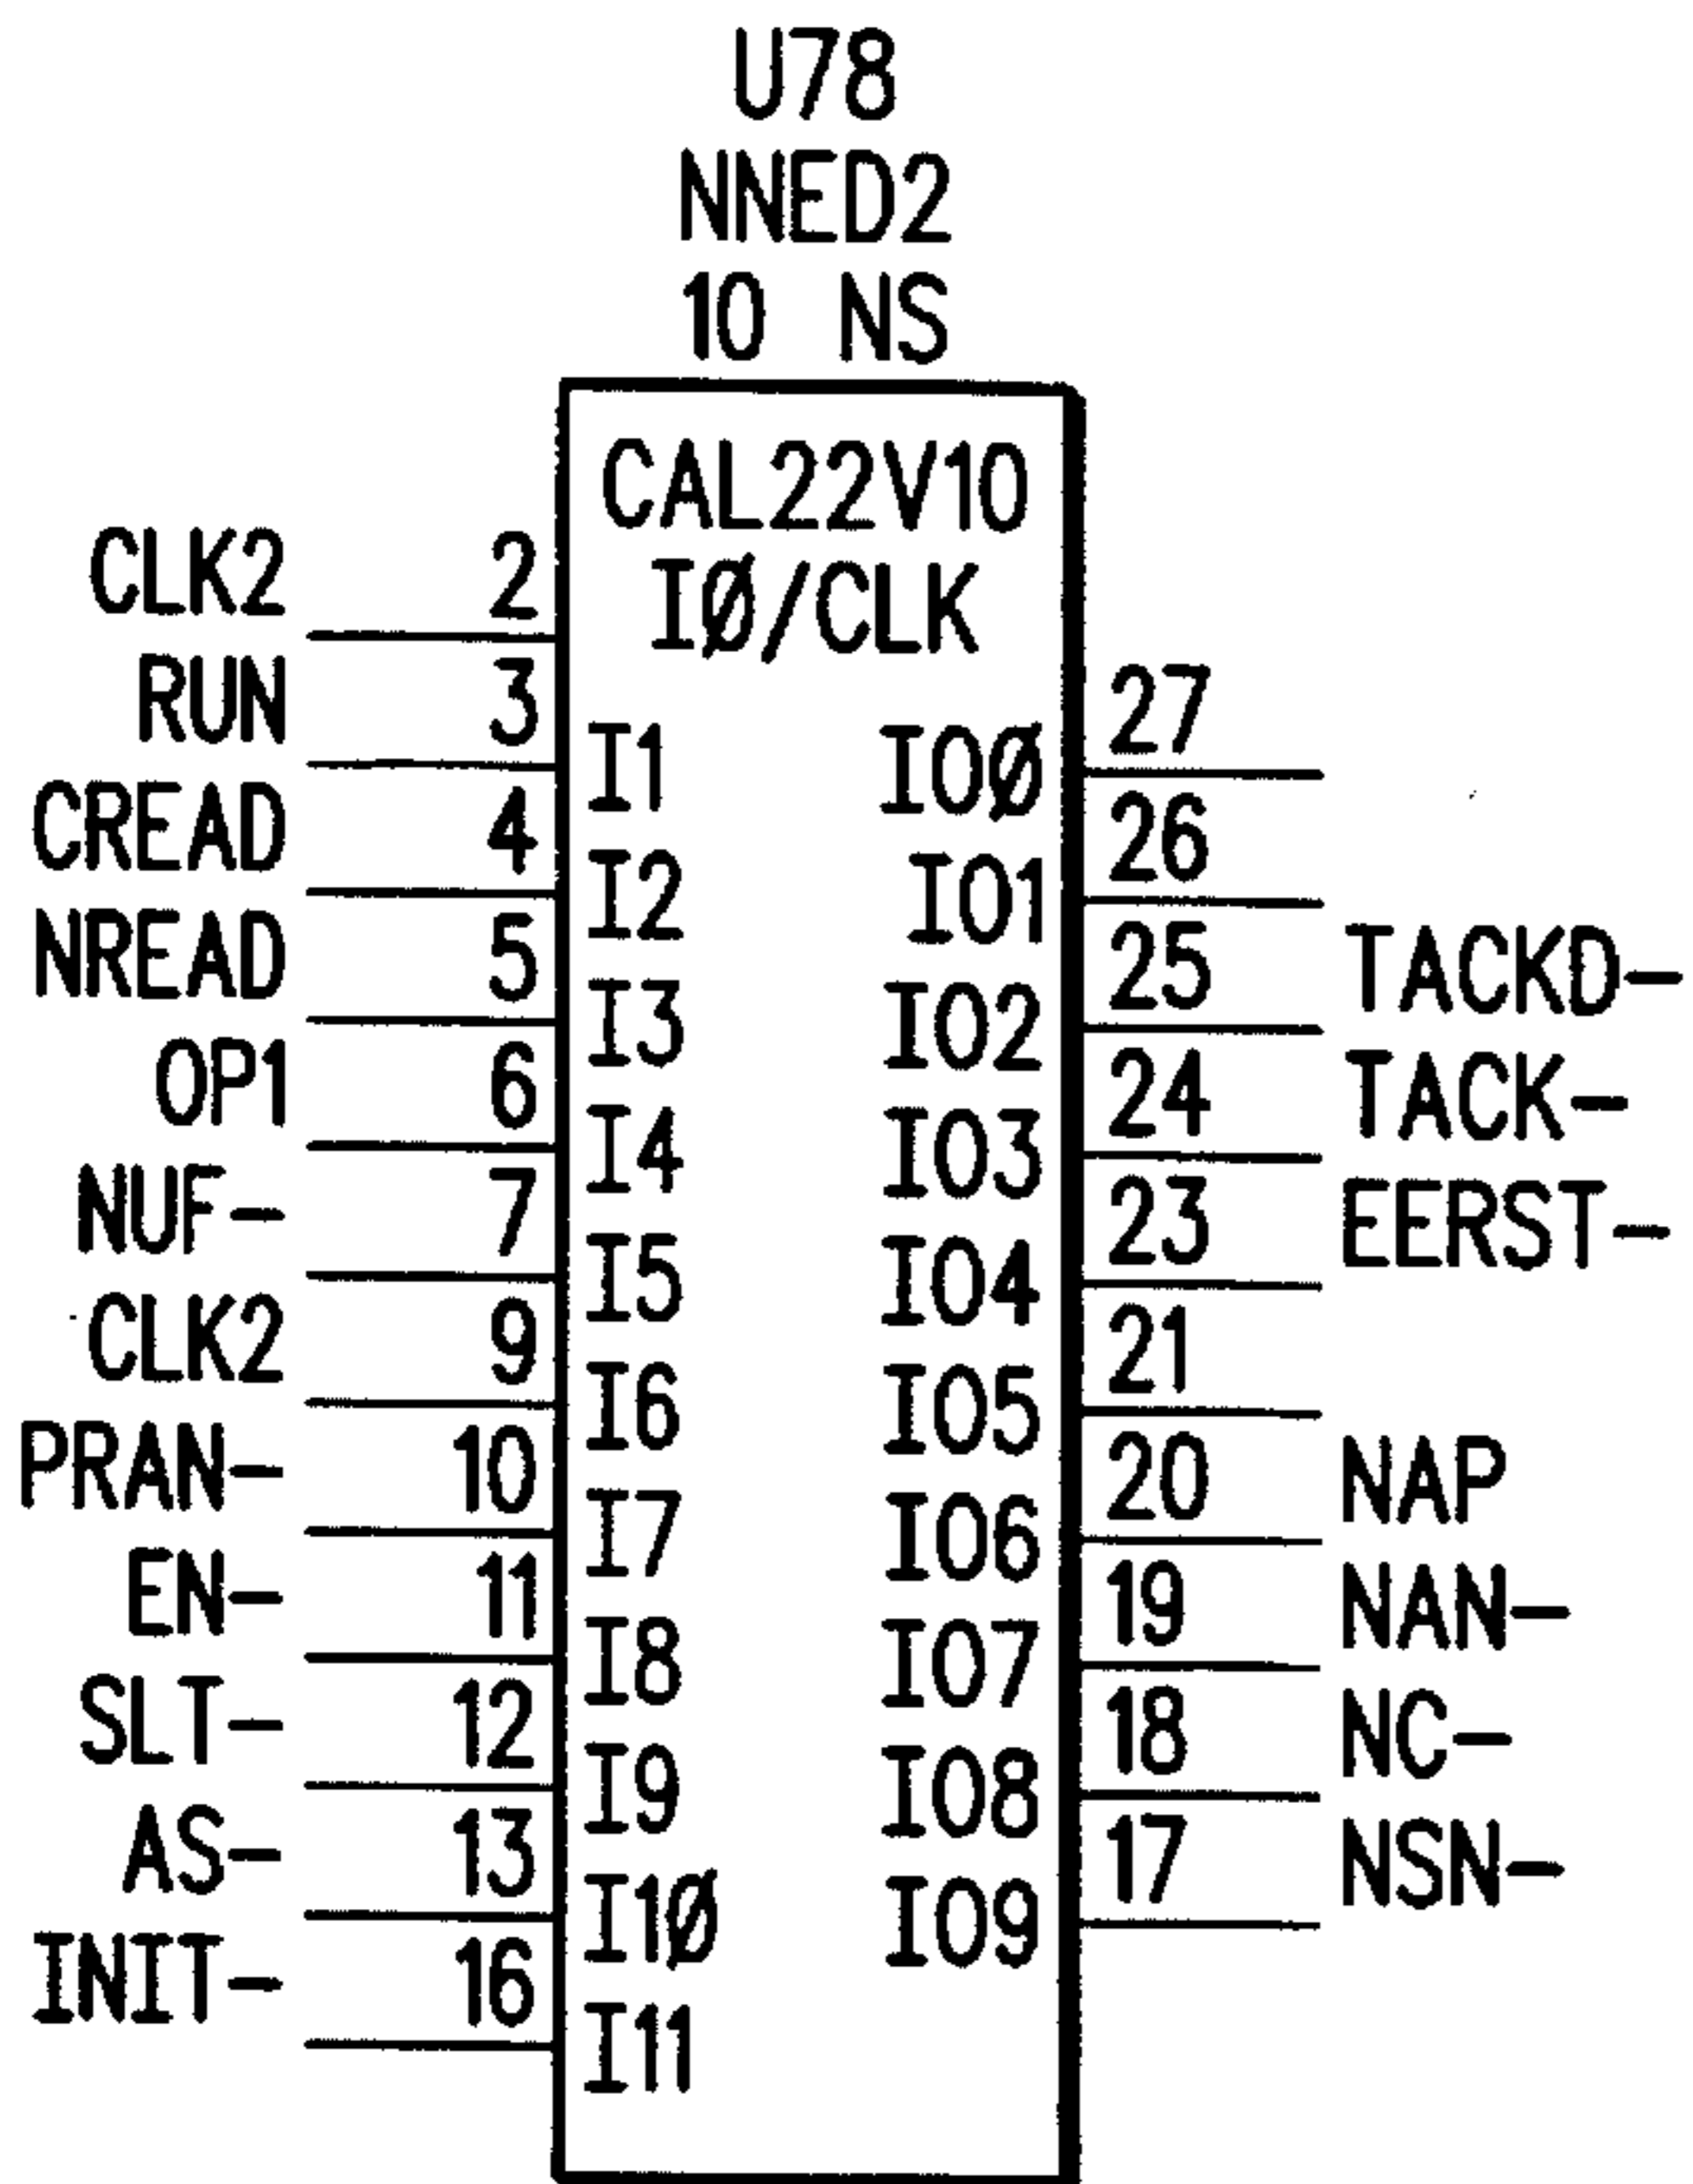 U78
NNED2
10 NS
CAL22V10
CLK2 2 IØ/CLK
RUN 3 I1 IOØ 27
CREAD 4 I2 IO1 26
NREAD 5 I3 IO2 25 TACKD-
OP1 6 I4 IO3 24 TACK-
NUF- 7 I5 IO4 23 EERST-
CLK2 9 I6 IO5 21
PRAN- 10 I7 IO6 20 NAP
EN- 11 I8 IO7 19 NAN-
SLT- 12 I9 IO8 18 NC-
AS- 13 I1Ø IO9 17 NSN-
INIT- 16 I11